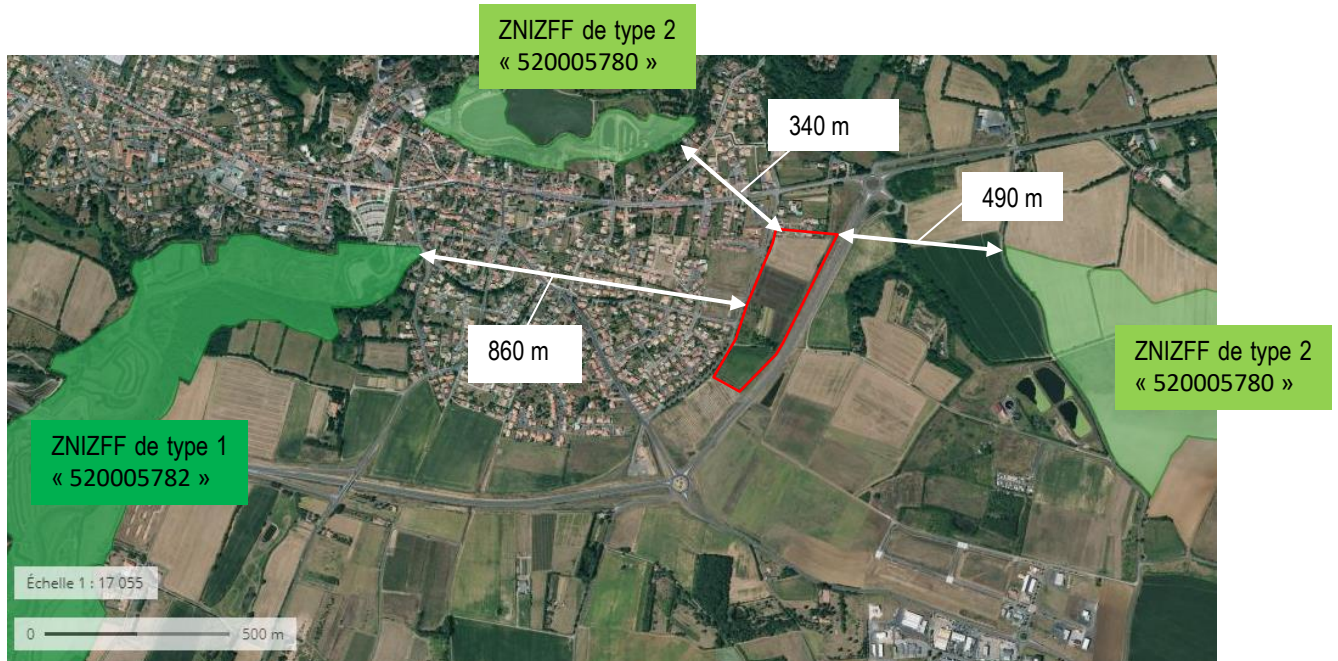 ZNIZFF de type 2
« 520005780 »
340 m
490 m
860 m
ZNIZFF de type 2
« 520005780 »
ZNIZFF de type 1
« 520005782 »
Échelle 1 : 17 055
0 500 m